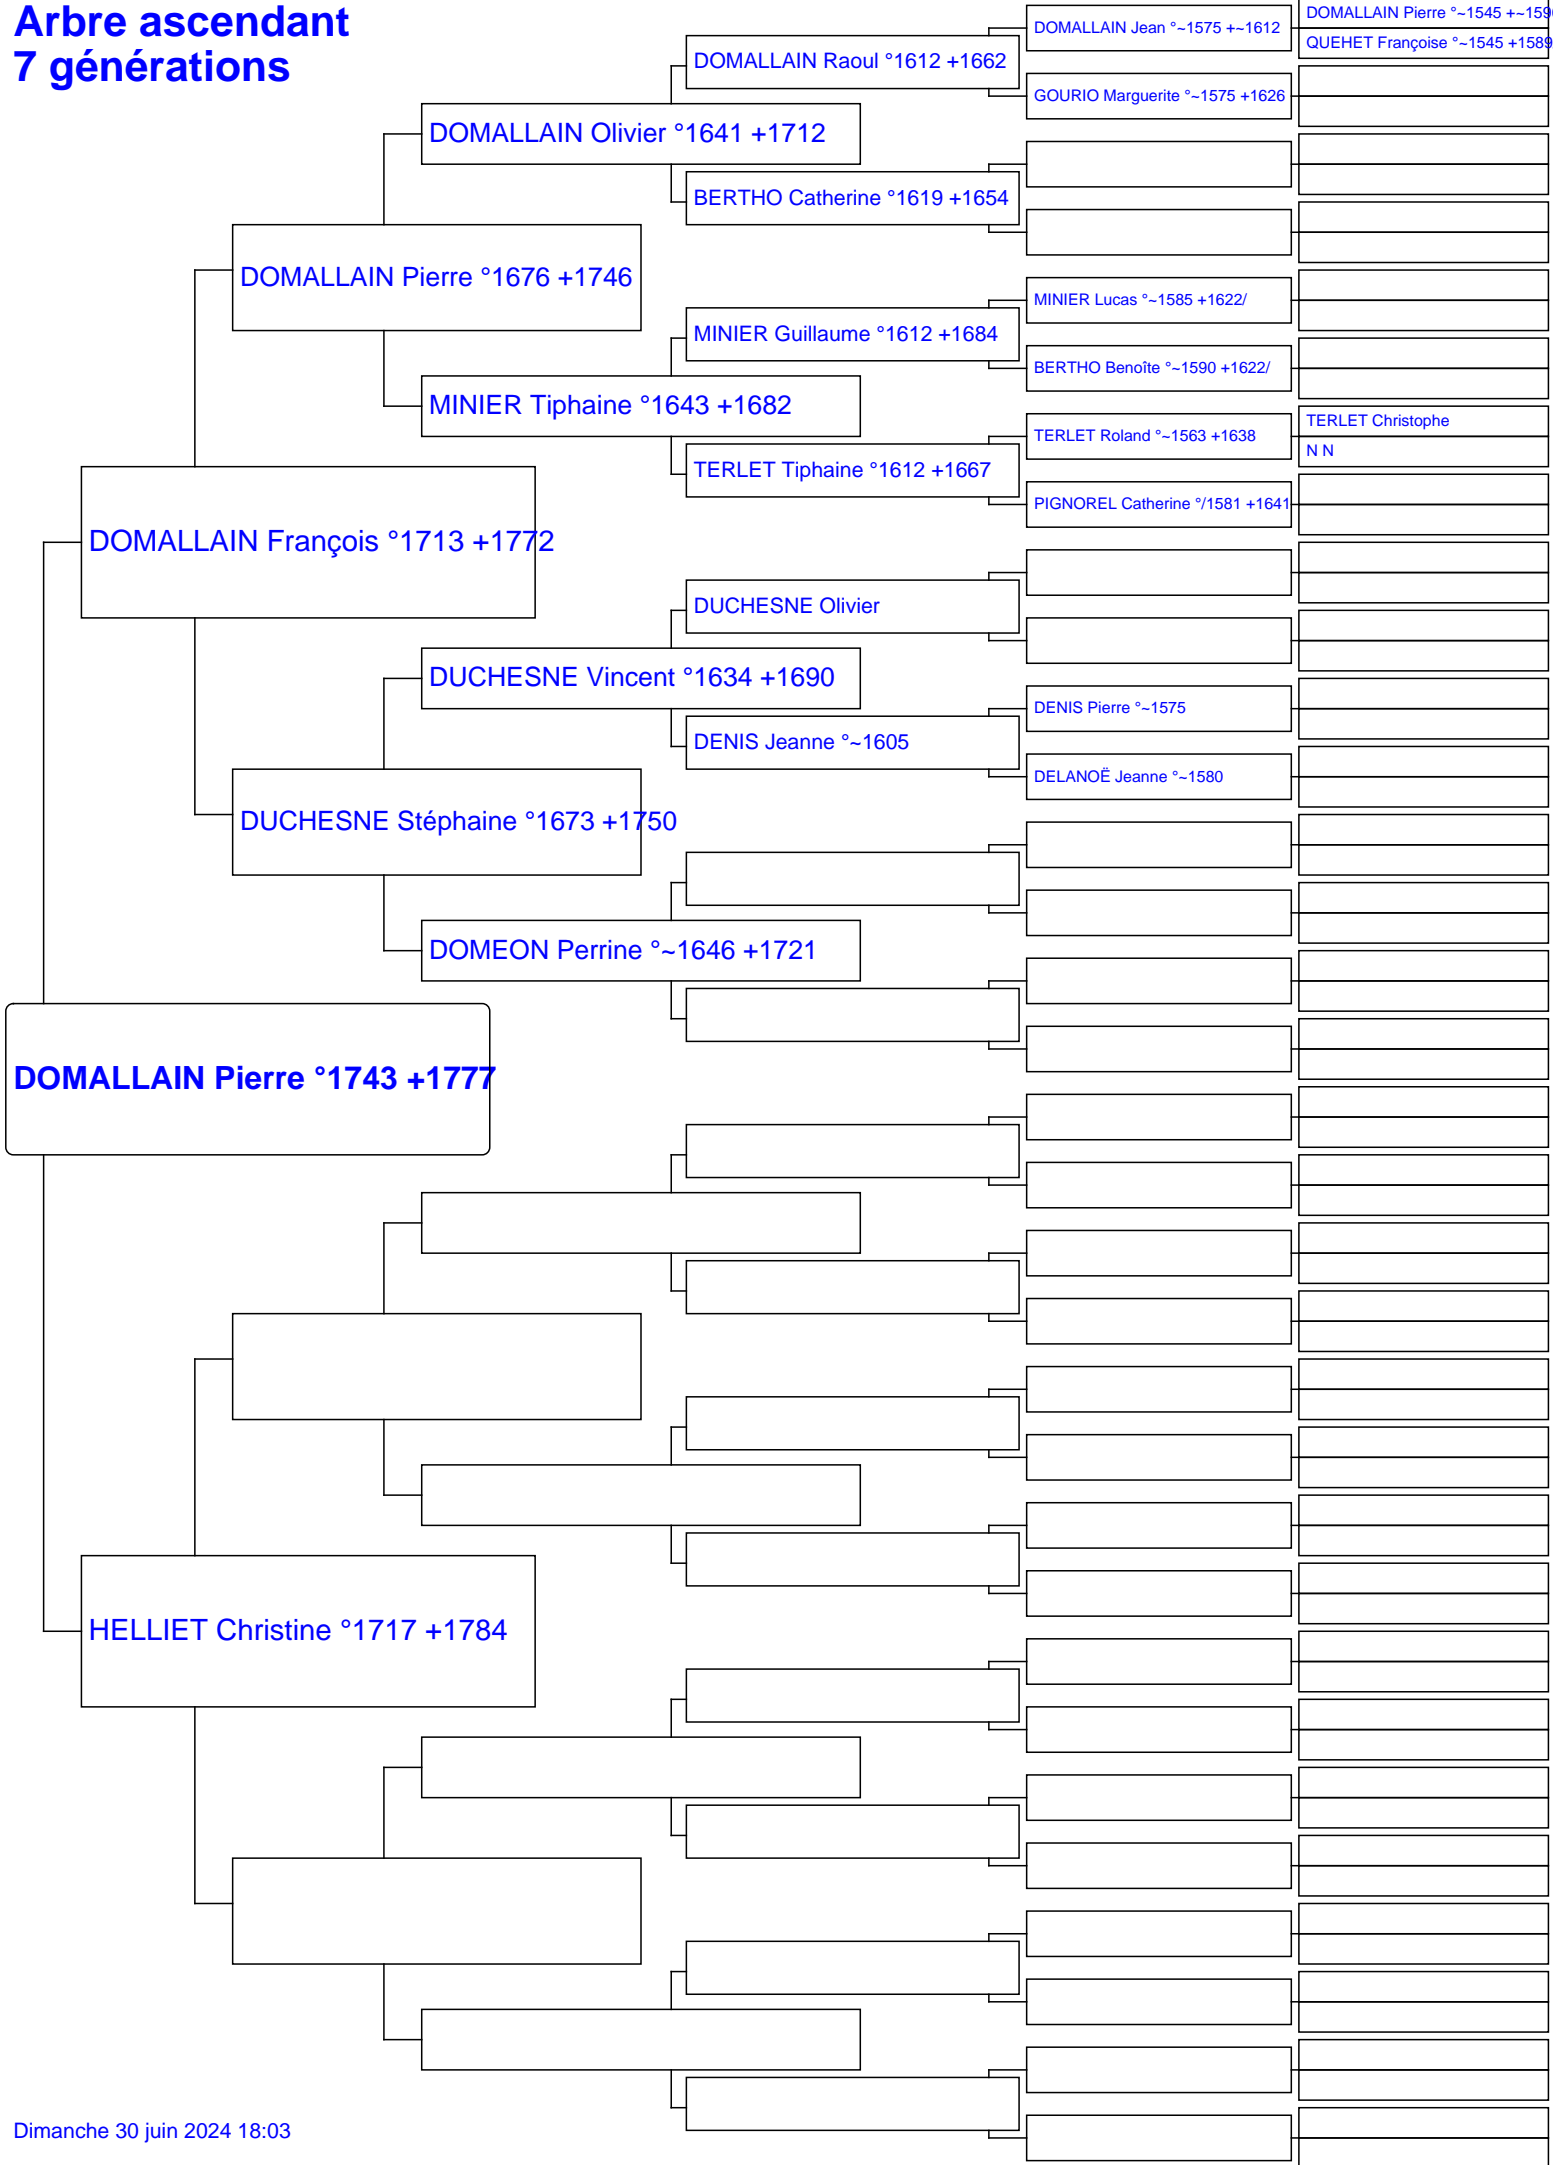 Arbre ascendant
7 générations
DOMALLAIN Pierre °1743 +1777
DOMALLAIN François °1713 +1772
HELLIET Christine °1717 +1784
DOMALLAIN Pierre °1676 +1746
DUCHESNE Stéphaine °1673 +1750
DOMALLAIN Olivier °1641 +1712
MINIER Tiphaine °1643 +1682
DUCHESNE Vincent °1634 +1690
DOMEON Perrine °~1646 +1721
DOMALLAIN Raoul °1612 +1662
BERTHO Catherine °1619 +1654
MINIER Guillaume °1612 +1684
TERLET Tiphaine °1612 +1667
DUCHESNE Olivier
DENIS Jeanne °~1605
DOMALLAIN Jean °~1575 +~1612
GOURIO Marguerite °~1575 +1626
MINIER Lucas °~1585 +1622/
BERTHO Benoîte °~1590 +1622/
TERLET Roland °~1563 +1638
PIGNOREL Catherine °/1581 +1641
DENIS Pierre °~1575
DELANOË Jeanne °~1580
DOMALLAIN Pierre °~1545
QUEHET Françoise °~1545 +1589
TERLET Christophe
N N
Dimanche 30 juin 2024 18:03